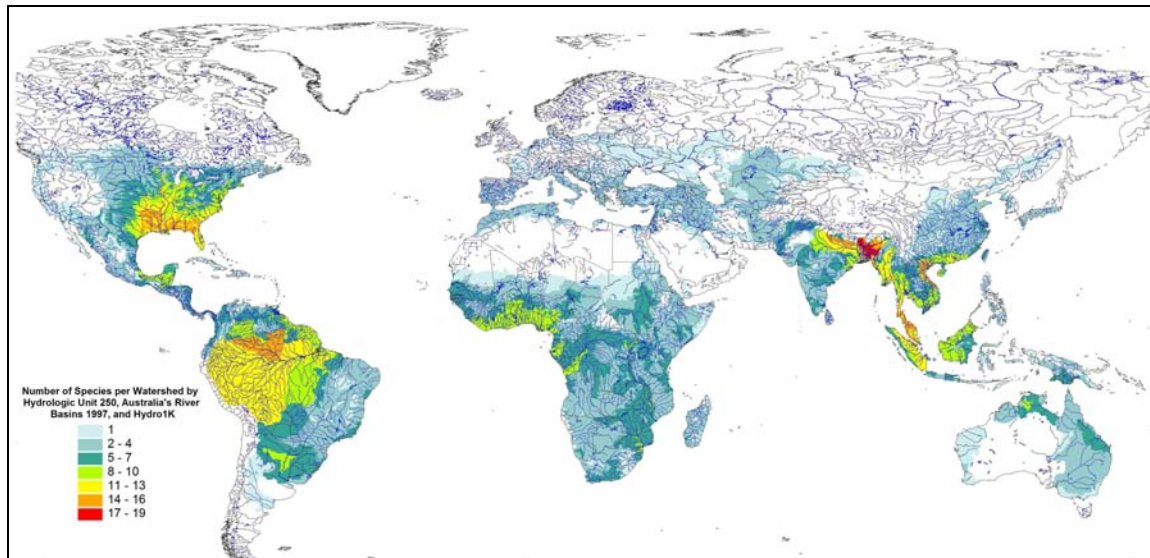 Number of Species per Watershed by
Hydrologic Unit 250, Australia's River
Basins 1997, and Hydro1K
1
2 - 4
5 - 7
8 - 10
11 - 13
14 - 16
17 - 19